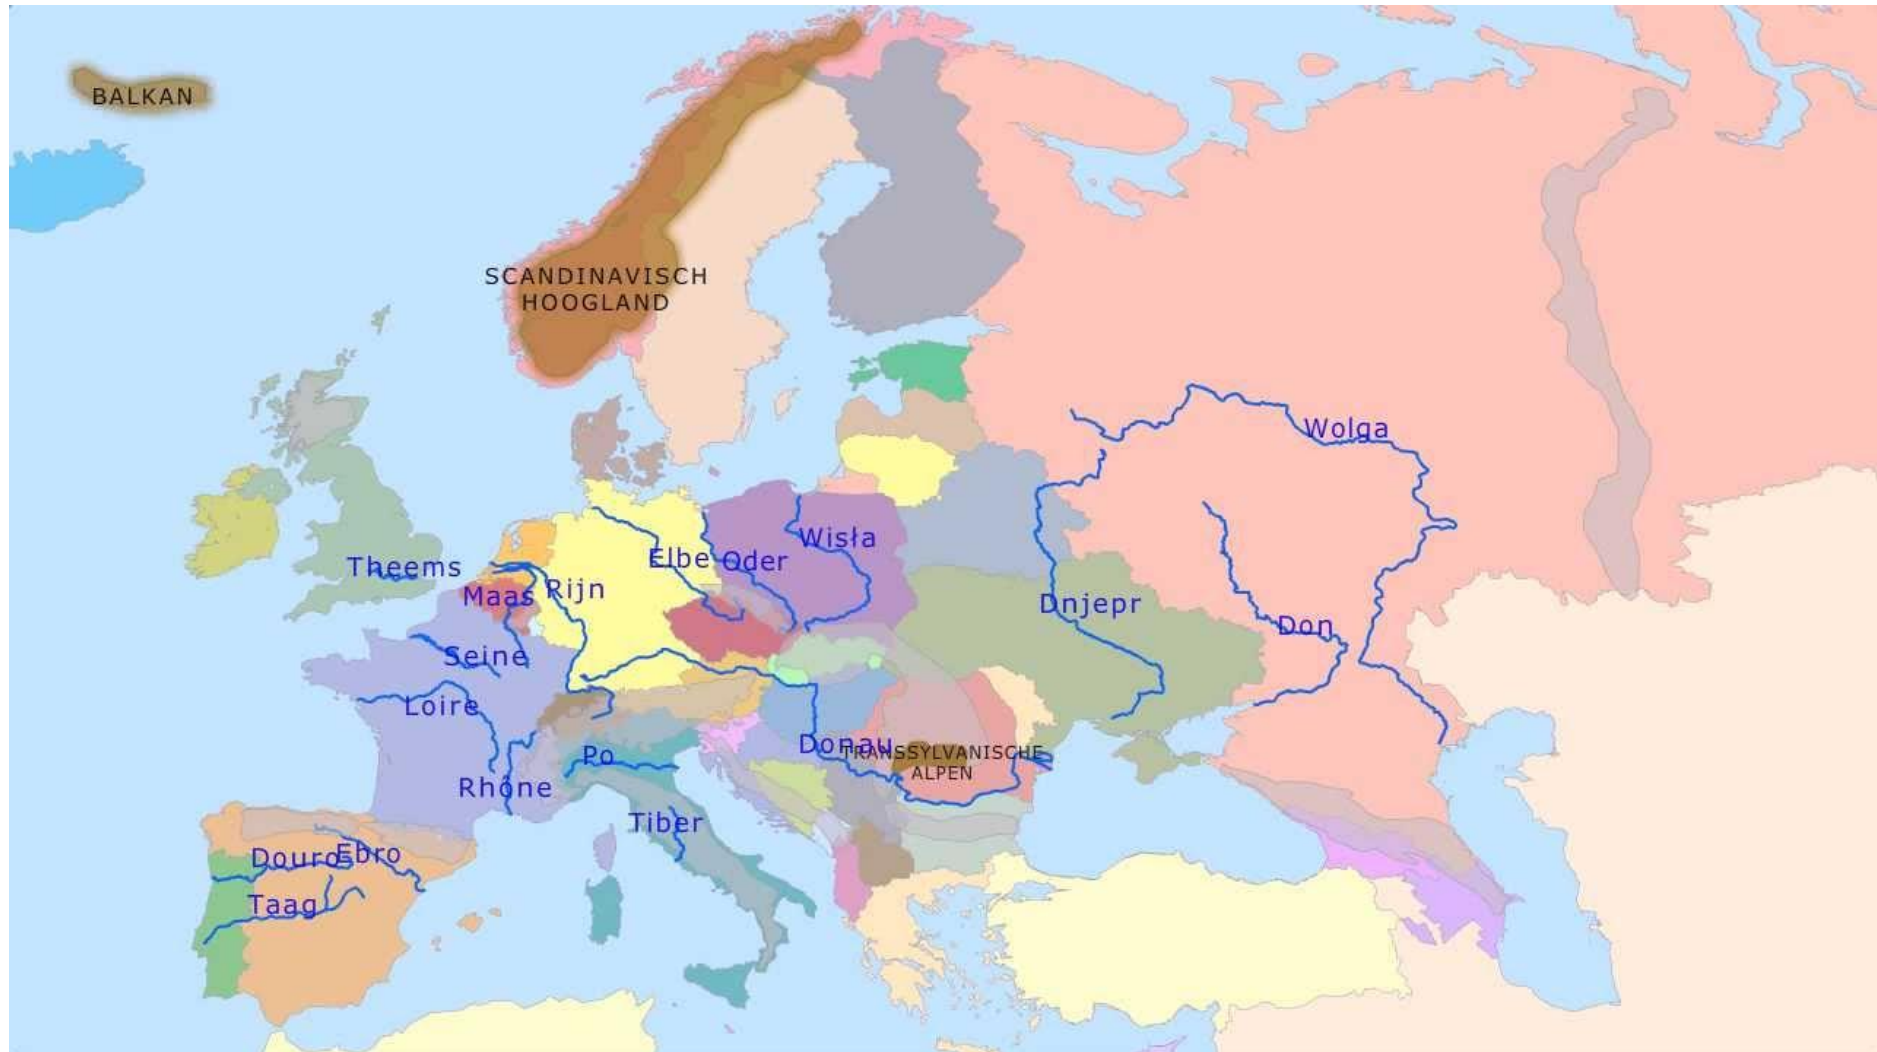 BALKAN
SCANDINAVISCH
HOOGLAND
Wolga
Wisła
Elbe
Oder
Theems
Rijn
Maas
Dnjepr
Don
Seine
Loire
Donau
TRANSSYLVANISCHE
ALPEN
Po
Rhône
Tiber
Douro
Ebro
Taag